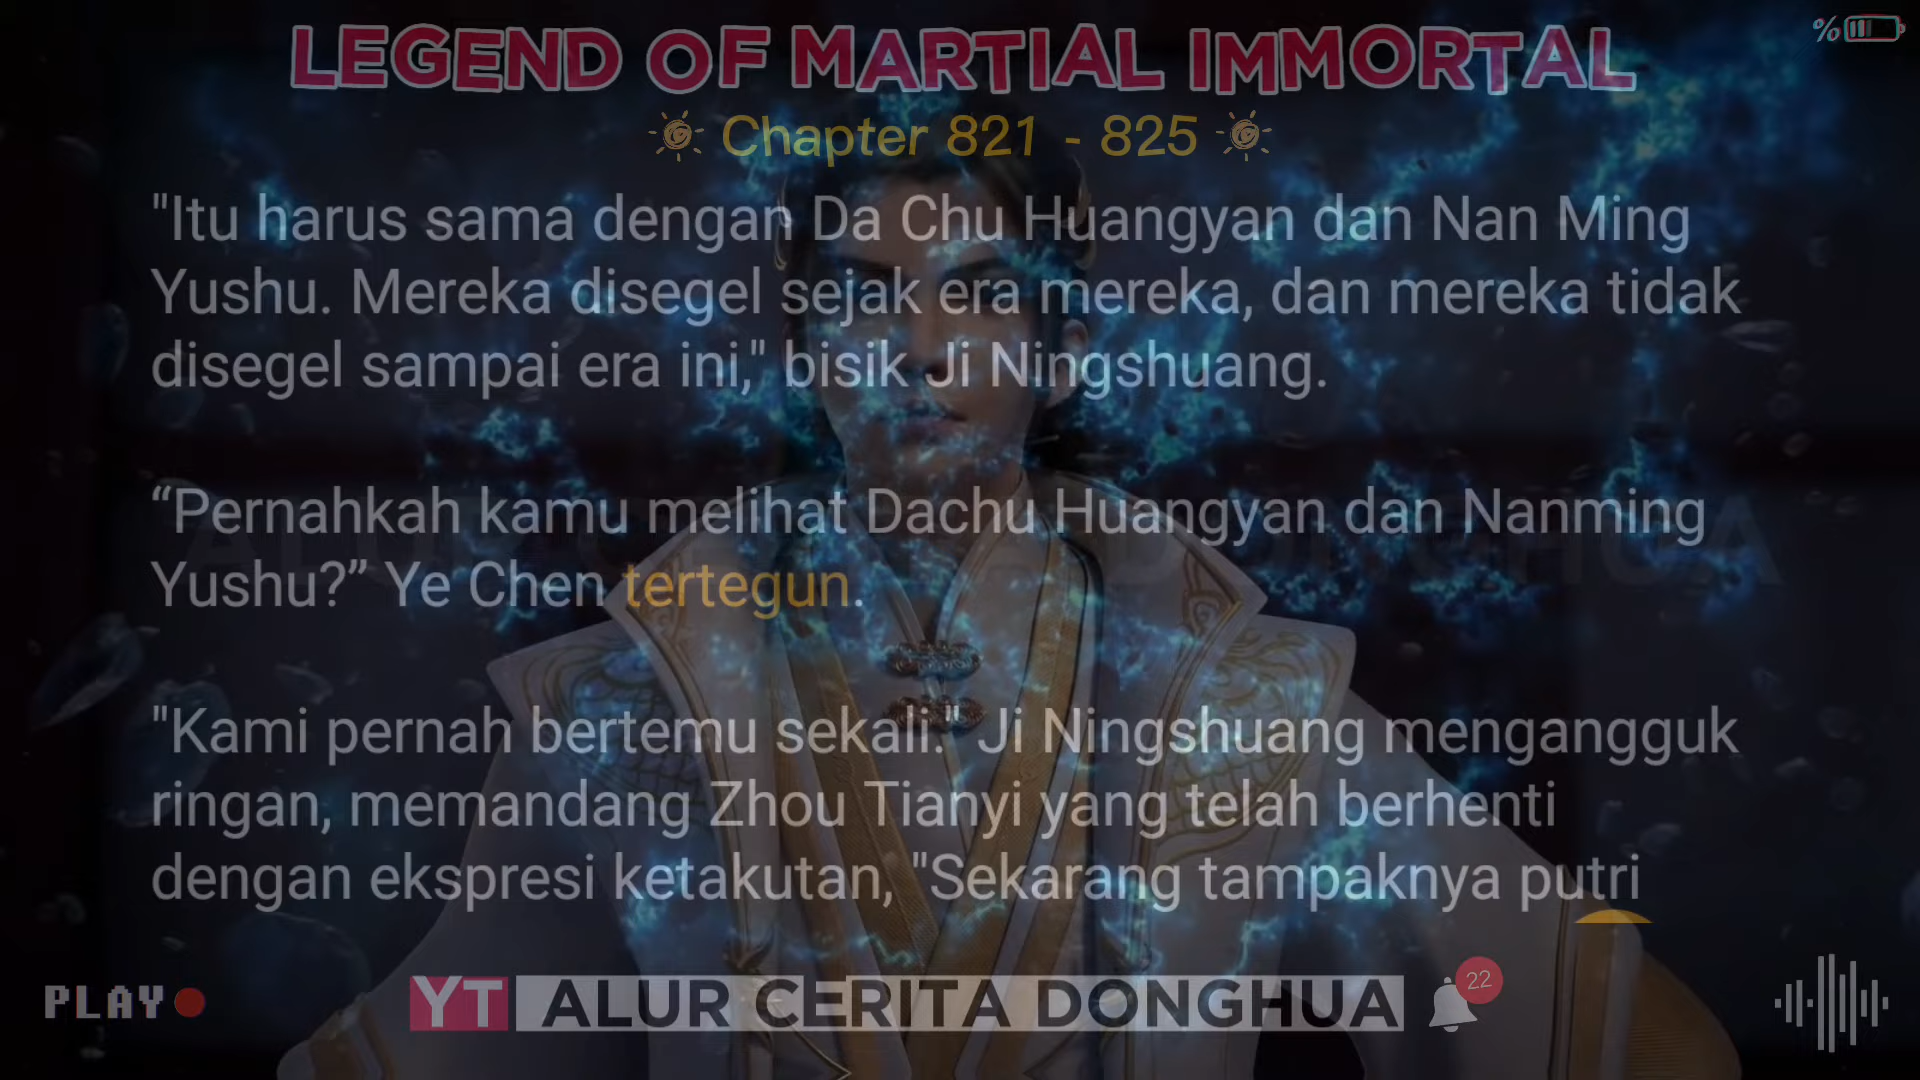 LEGEND OF MARTIAL IMMORTAL
%
Chapter 821 - 825
"Itu harus sama dengan Da Chu Huangyan dan Nan Ming
Yushu. Mereka disegel sejak era mereka, dan mereka tidak
disegel sampai era ini," bisik Ji Ningshuang.
“Pernahkah kamu melihat Dachu Huangyan dan Nanming
Yushu?” Ye Chen tertegun.
"Kami pernah bertemu sekali." Ji Ningshuang mengangguk
ringan, memandang Zhou Tianyi yang telah berhenti
dengan ekspresi ketakutan, "Sekarang tampaknya putri
PLAY
YT ALUR CERITA DONGHUA
22